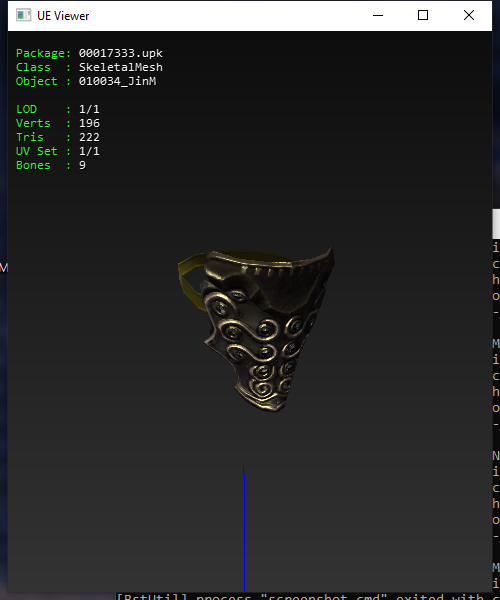 UE Viewer
Package: 00017333.upk
Class  : SkeletalMesh
Object : 010034_JinM
LOD    : 1/1
Verts  : 196
Tris   : 222
UV Set : 1/1
Bones  : 9
M
i
c
h
o
-
M
i
c
h
o
-
N
i
c
h
o
-
M
i
[BstUtil] process "screenshot.cmd" exited with c